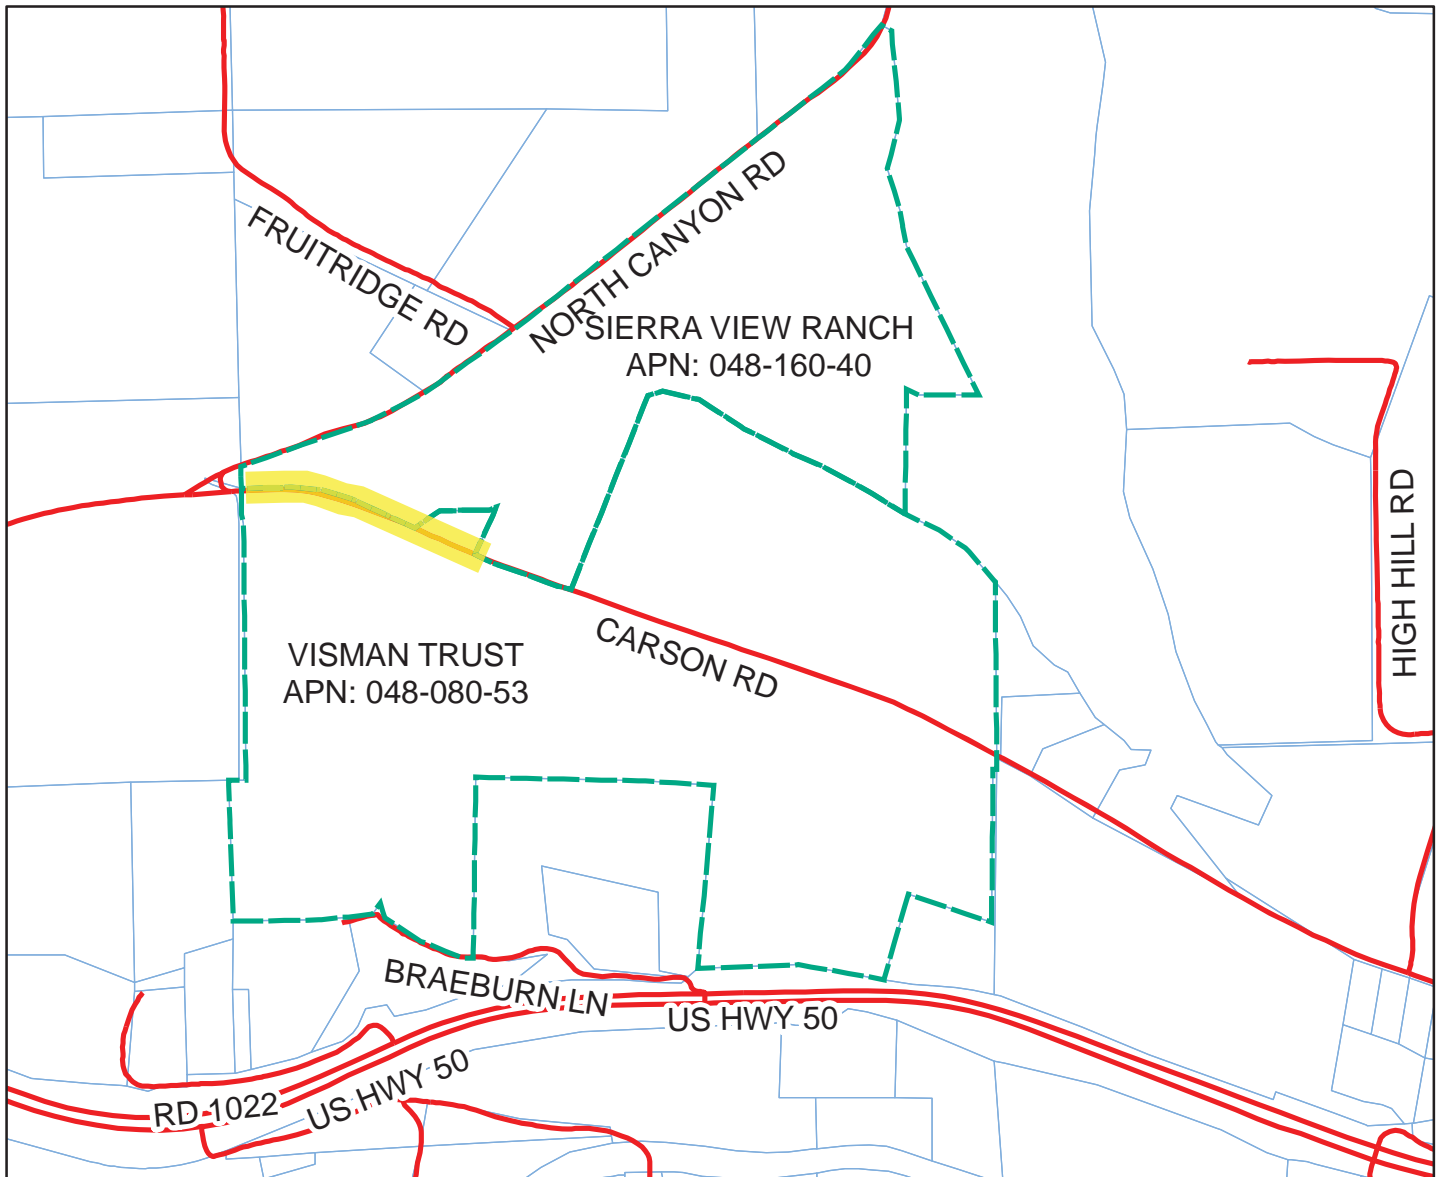 FRUITRIDGE RD
NORTH CANYON RD
SIERRA VIEW RANCH
APN: 048-160-40
HIGH HILL RD
CARSON RD
VISMAN TRUST
APN: 048-080-53
BRAEBURN LN
US HWY 50
US HWY 50
RD 1022